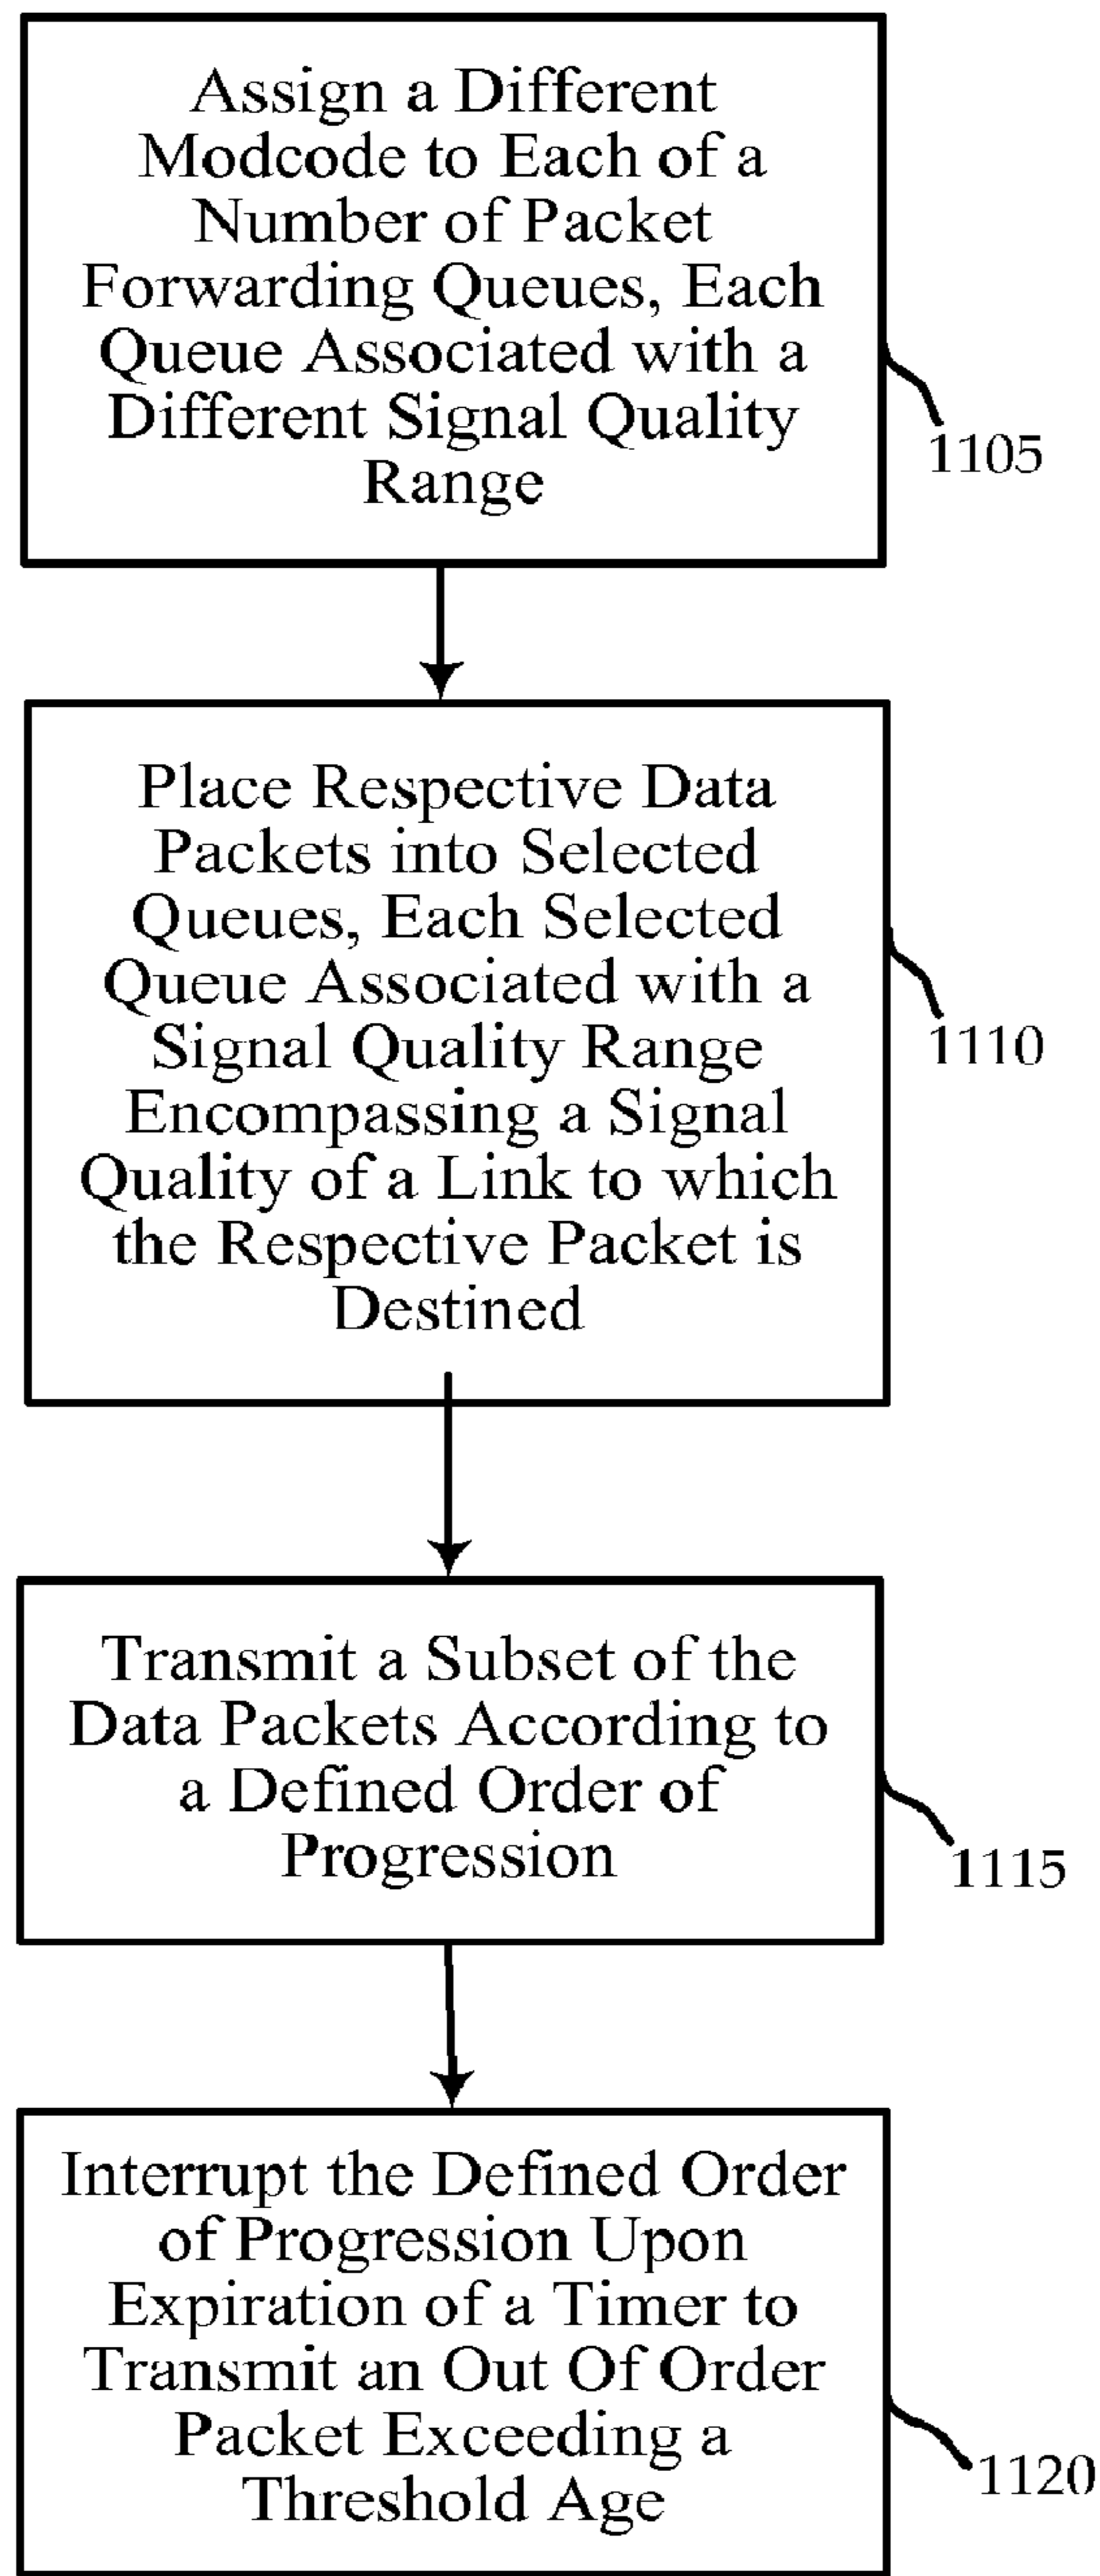 Assign a Different
Modcode to Each of a
Number of Packet
Forwarding Queues, Each
Queue Associated with a
Different Signal Quality
Range
1105
Place Respective Data
Packets into Selected
Queues, Each Selected
Queue Associated with a
Signal Quality Range
Encompassing a Signal
Quality of a Link to which
the Respective Packet is
Destined
1110
Transmit a Subset of the
Data Packets According to
a Defined Order of
Progression
1115
Interrupt the Defined Order
of Progression Upon
Expiration of a Timer to
Transmit an Out Of Order
Packet Exceeding a
Threshold Age
1120